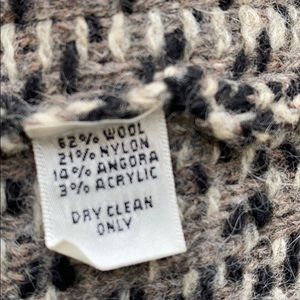 62% WOOL
21% NYLON
14% ANGORA
3% ACRYLIC
DRY CLEAN
ONLY